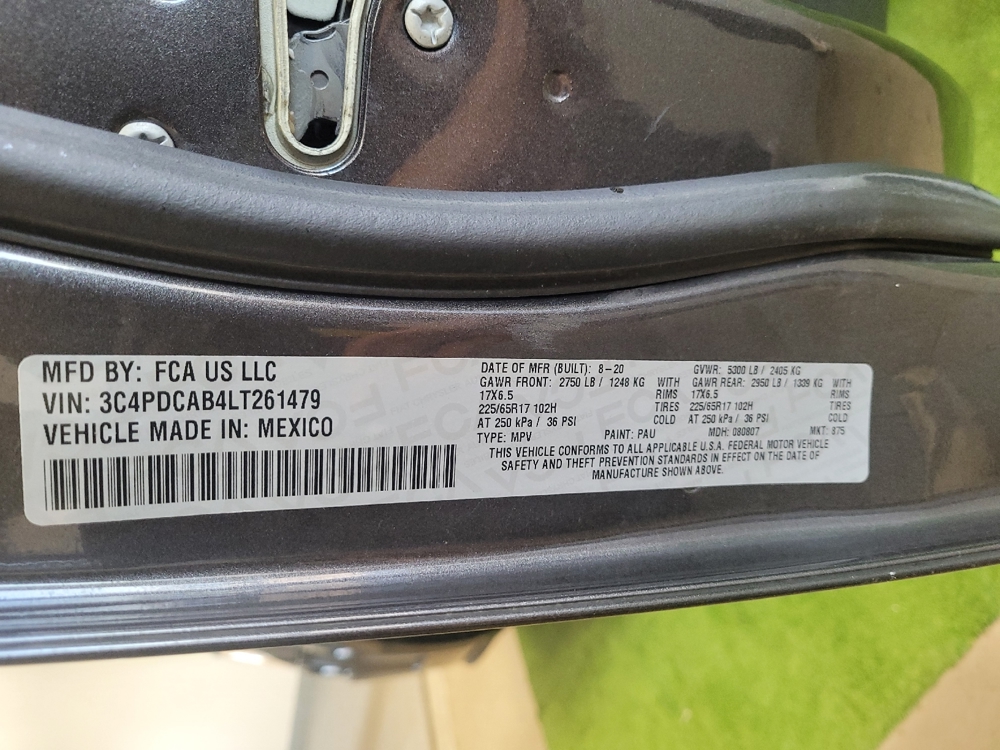 MFD BY: FCA US LLC
VIN: 3C4PDCAB4LT261479
VEHICLE MADE IN: MEXICO
DATE OF MFR (BUILT): 8-20 GVWR: 5300 LB / 2405 KG
GAWR FRONT: 2750 LB / 1248 KG WITH GAWR REAR: 2950 LB / 1339 KG WITH
17X6.5 RIMS 17X6.5 RIMS
225/65R17 102H TIRES 225/65R17 102H TIRES
AT 250 kPa / 36 PSI COLD AT 250 kPa / 36 PSI COLD
TYPE: MPV PAINT: PAU MDH: 080807 MKT: 875
THIS VEHICLE CONFORMS TO ALL APPLICABLE U.S.A. FEDERAL MOTOR VEHICLE
SAFETY AND THEFT PREVENTION STANDARDS IN EFFECT ON THE DATE OF
MANUFACTURE SHOWN ABOVE.